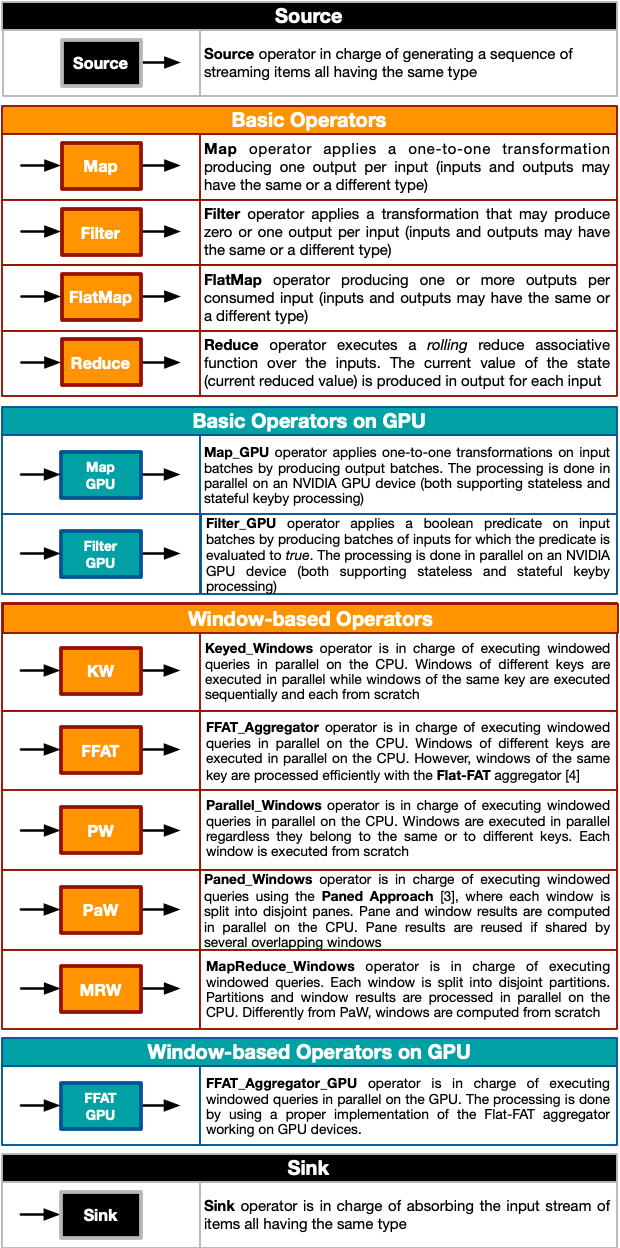 Source
Source
Source operator in charge of generating a sequence of
streaming items all having the same type
Basic Operators
Map
Map operator applies a one-to-one transformation
producing one output per input (inputs and outputs may
have the same or a different type)
Filter
Filter operator applies a transformation that may produce
zero or one output per input (inputs and outputs may have
the same or a different type)
FlatMap
FlatMap operator producing one or more outputs per
consumed input (inputs and outputs may have the same or
a different type)
Reduce
Reduce operator executes a rolling reduce associative
function over the inputs. The current value of the state
(current reduced value) is produced in output for each input
Basic Operators on GPU
Map
GPU
Map_GPU operator applies one-to-one transformations on input
batches by producing output batches. The processing is done in
parallel on an NVIDIA GPU device (both supporting stateless and
stateful keyby processing)
Filter
GPU
Filter_GPU operator applies a boolean predicate on input
batches by producing batches of inputs for which the predicate is
evaluated to true. The processing is done in parallel on an NVIDIA
GPU device (both supporting stateless and stateful keyby
processing)
Window-based Operators
KW
Keyed_Windows operator is in charge of executing windowed
queries in parallel on the CPU. Windows of different keys are
executed in parallel while windows of the same key are executed
sequentially and each from scratch
FFAT
FFAT_Aggregator operator is in charge of executing windowed
queries in parallel on the CPU. Windows of different keys are
executed in parallel on the CPU. However, windows of the same
key are processed efficiently with the Flat-FAT aggregator [4]
PW
Parallel_Windows operator is in charge of executing windowed
queries in parallel on the CPU. Windows are executed in parallel
regardless they belong to the same or to different keys. Each
window is executed from scratch
PaW
Paned_Windows operator is in charge of executing windowed
queries using the Paned Approach [3], where each window is
split into disjoint panes. Pane and window results are computed
in parallel on the CPU. Pane results are reused if shared by
several overlapping windows
MRW
MapReduce_Windows operator is in charge of executing
windowed queries. Each window is split into disjoint partitions.
Partitions and window results are processed in parallel on the
CPU. Differently from PaW, windows are computed from scratch
Window-based Operators on GPU
FFAT
GPU
FFAT_Aggregator_GPU operator is in charge of executing
windowed queries in parallel on the GPU. The processing is done
by using a proper implementation of the Flat-FAT aggregator
working on GPU devices.
Sink
Sink
Sink operator is in charge of absorbing the input stream of
items all having the same type